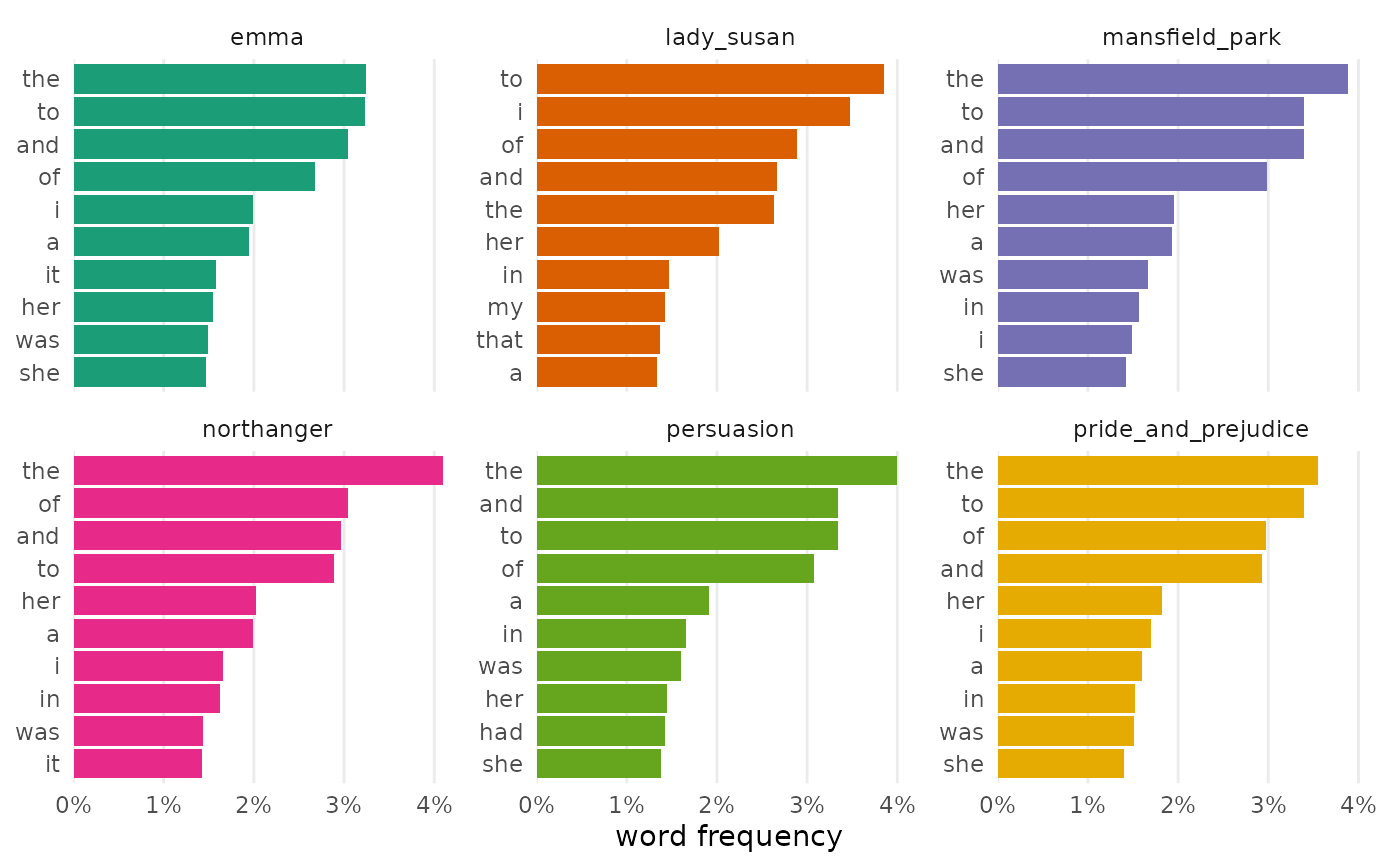 emma
the
to
and
of
i
a
it
her
was
she
lady_susan
to
i
of
and
the
her
in
my
that
a
mansfield_park
the
to
and
of
her
a
was
in
i
she
northanger
the
of
and
to
her
a
i
in
was
it
0% 1% 2% 3% 4%
persuasion
the
and
to
of
a
in
was
her
had
she
0% 1% 2% 3% 4%
pride_and_prejudice
the
to
of
and
her
i
a
in
was
she
0% 1% 2% 3% 4%
word frequency